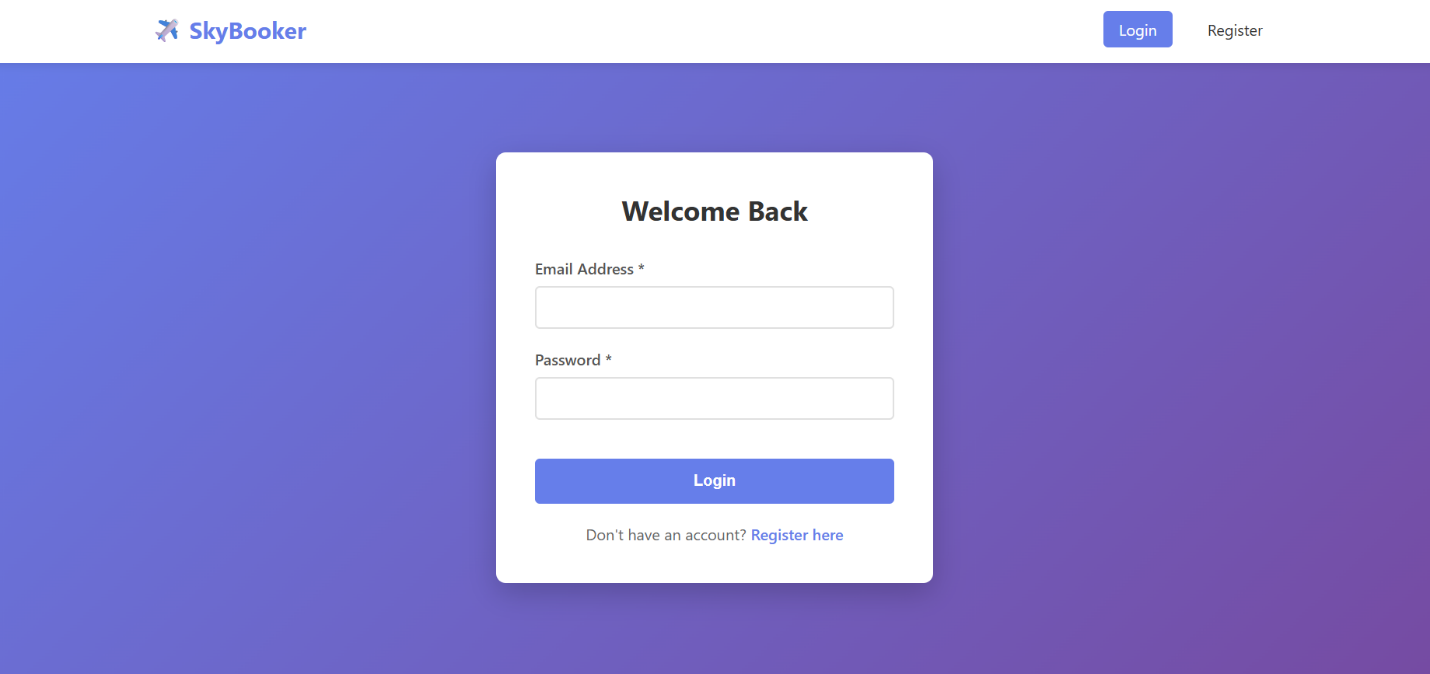 SkyBooker
Login
Register
Welcome Back
Email Address *
Password *
Login
Don't have an account? Register here